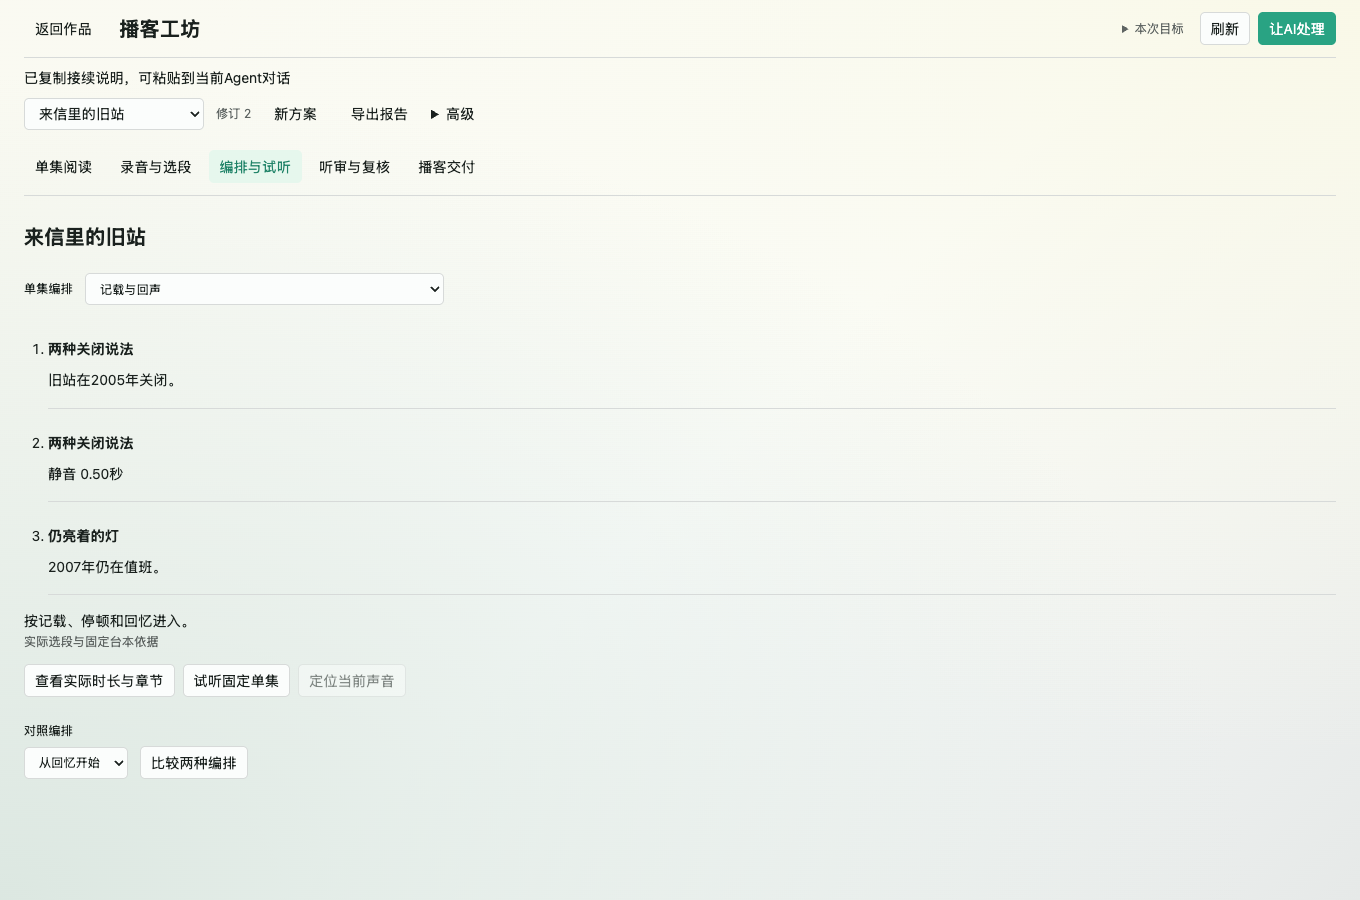 返回作品 播客工坊 ▶ 本次目标 刷新 让AI处理
已复制接续说明，可粘贴到当前Agent对话
来信里的旧站 修订 2 新方案 导出报告 ▶ 高级
单集阅读 录音与选段 编排与试听 听审与复核 播客交付
来信里的旧站
单集编排 记载与回声
1. 两种关闭说法
旧站在2005年关闭。
2. 两种关闭说法
静音 0.50秒
3. 仍亮着的灯
2007年仍在值班。
按记载、停顿和回忆进入。
实际选段与固定台本依据
查看实际时长与章节 试听固定单集 定位当前声音
对照编排
从回忆开始 比较两种编排